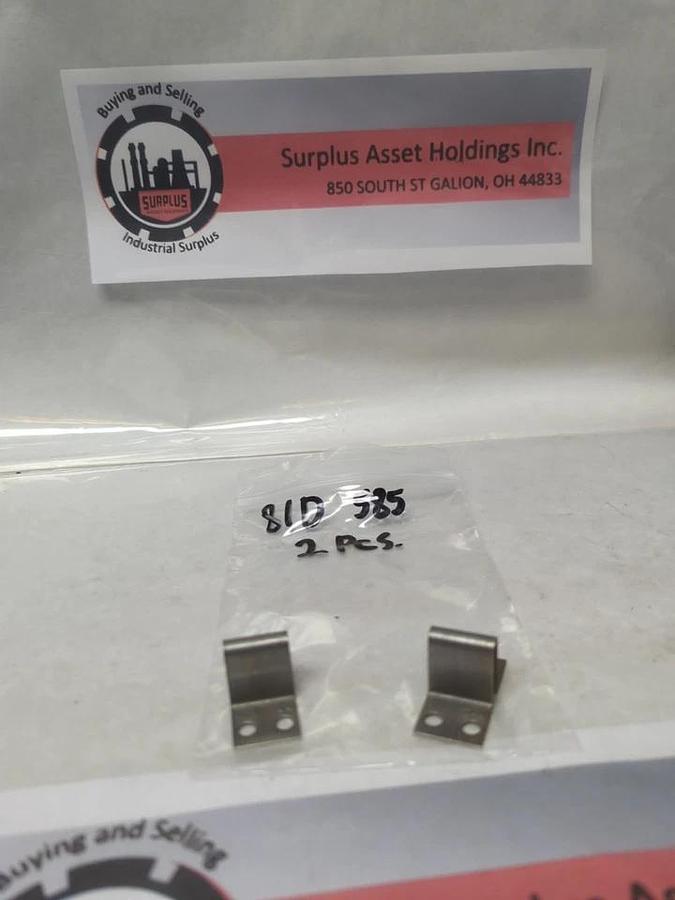 Buying and Selling
SURPLUS
Industrial Surplus
Surplus Asset Holdings Inc.
850 SOUTH ST GALION, OH 44833
81D 585
2 PCS.
Buying and Selling